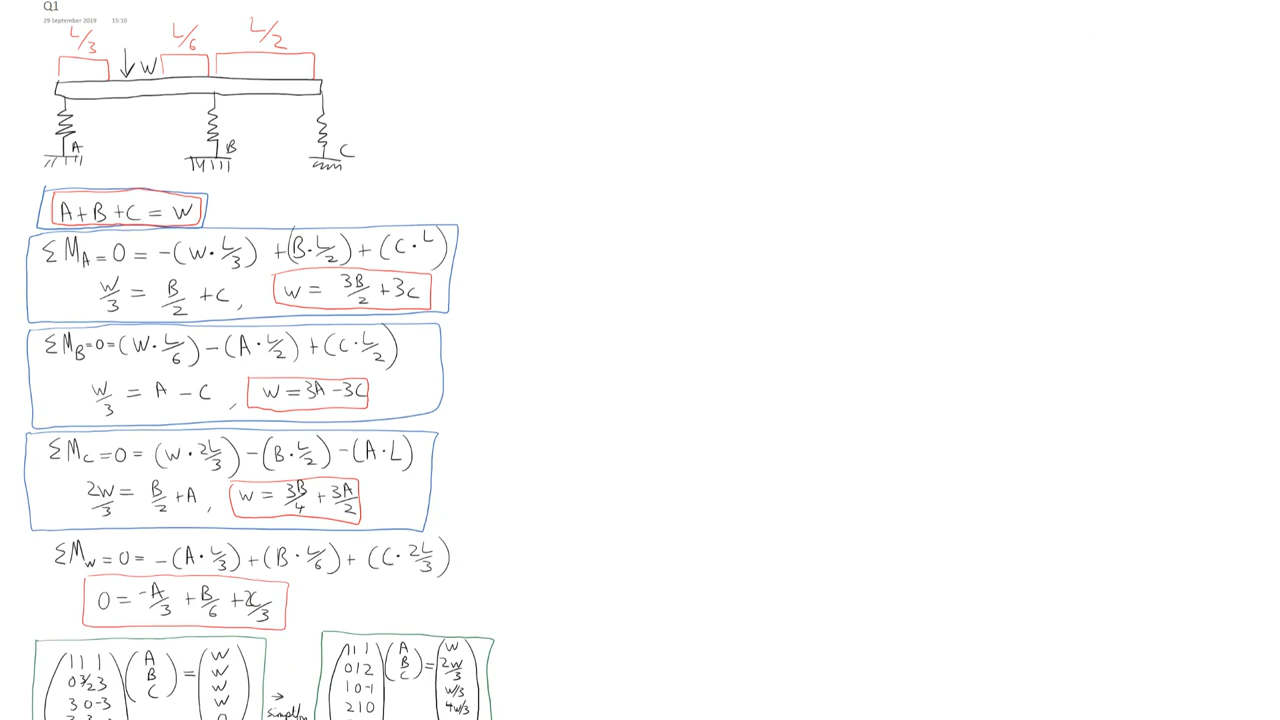 Q1
29 September 2019 15:10
L/3 L/6 L/2
W
A B C
A + B + C = W
ΣM_A = 0 = -(W · L/3) + (B · L/2) + (C · L)
W/3 = B/2 + C, W = 3B/2 + 3C
ΣM_B = 0 = (W · L/6) - (A · L/2) + (C · L/2)
W/3 = A - C, W = 3A - 3C
ΣM_C = 0 = (W · 2L/3) - (B · L/2) - (A · L)
2W/3 = B/2 + A, W = 3B/4 + 3A/2
ΣM_W = 0 = -(A · L/3) + (B · L/6) + (C · 2L/3)
0 = -A/3 + B/6 + 2C/3
1 1 1 A W 1 1 1 A W
0 3/2 3 B = W 0 1 2 B = 2W/3
3 0 -3 C W → 1 0 -1 C W/3
W 2 1 0 4W/3